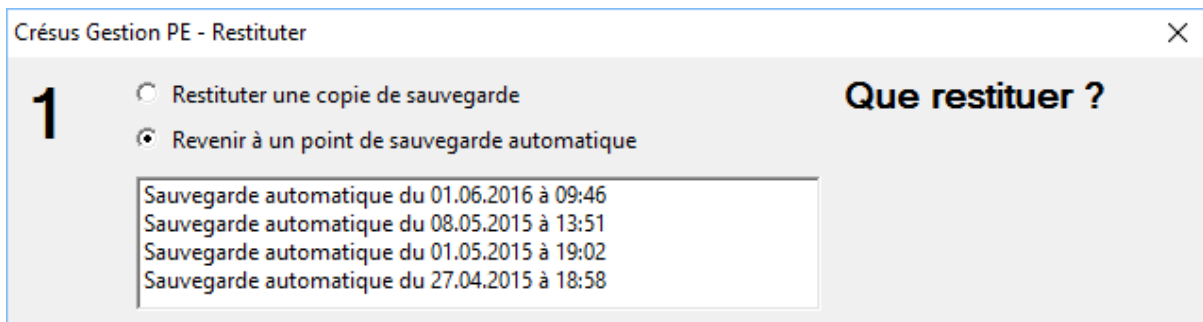 Crésus Gestion PE - Restituter
1
Restituter une copie de sauvegarde
Que restituer ?
Revenir à un point de sauvegarde automatique
Sauvegarde automatique du 01.06.2016 à 09:46
Sauvegarde automatique du 08.05.2015 à 13:51
Sauvegarde automatique du 01.05.2015 à 19:02
Sauvegarde automatique du 27.04.2015 à 18:58